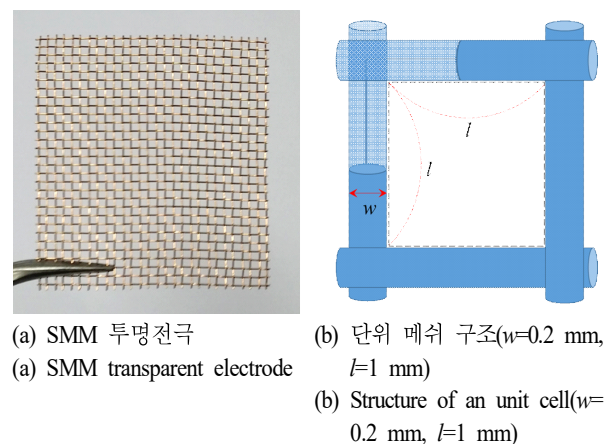 l
l
w
(a) SMM 투명전극
(a) SMM transparent electrode
(b) 단위 메쉬 구조(w=0.2 mm,
l=1 mm)
(b) Structure of an unit cell(w=
0.2 mm, l=1 mm)